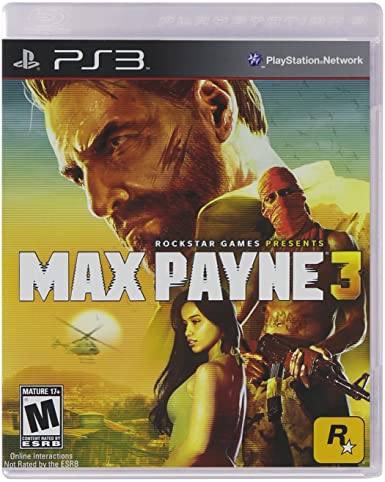 PS3
PlayStation®Network
ROCKSTAR GAMES PRESENTS
MAX PAYNE 3
MATURE 17+
M
CONTENT RATED BY
ESRB
Online Interactions
Not Rated by the ESRB
R★